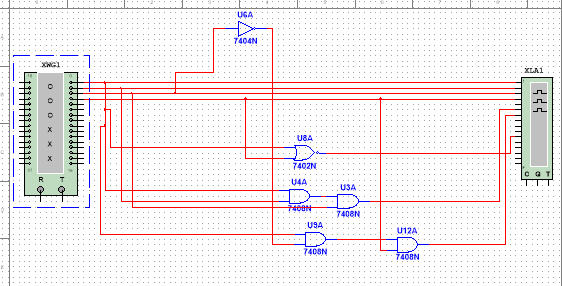 U6A
7404N
XWG1
O
O
O
X
X
X
R T
XLA1
C Q T
U8A
7402N
U4A
7408N
U3A
7408N
U9A
7408N
U12A
7408N